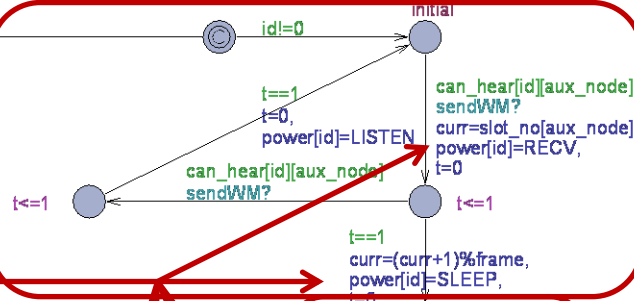 initial
id!=0
can_hear[id][aux_node]
sendWM?
curr=slot_no[aux_node]
power[id]=RECV,
t=0
t==1
t=0,
power[id]=LISTEN
can_hear[id][aux_node]
sendWM?
t<=1
t<=1
t==1
curr=(curr+1)%frame,
power[id]=SLEEP,